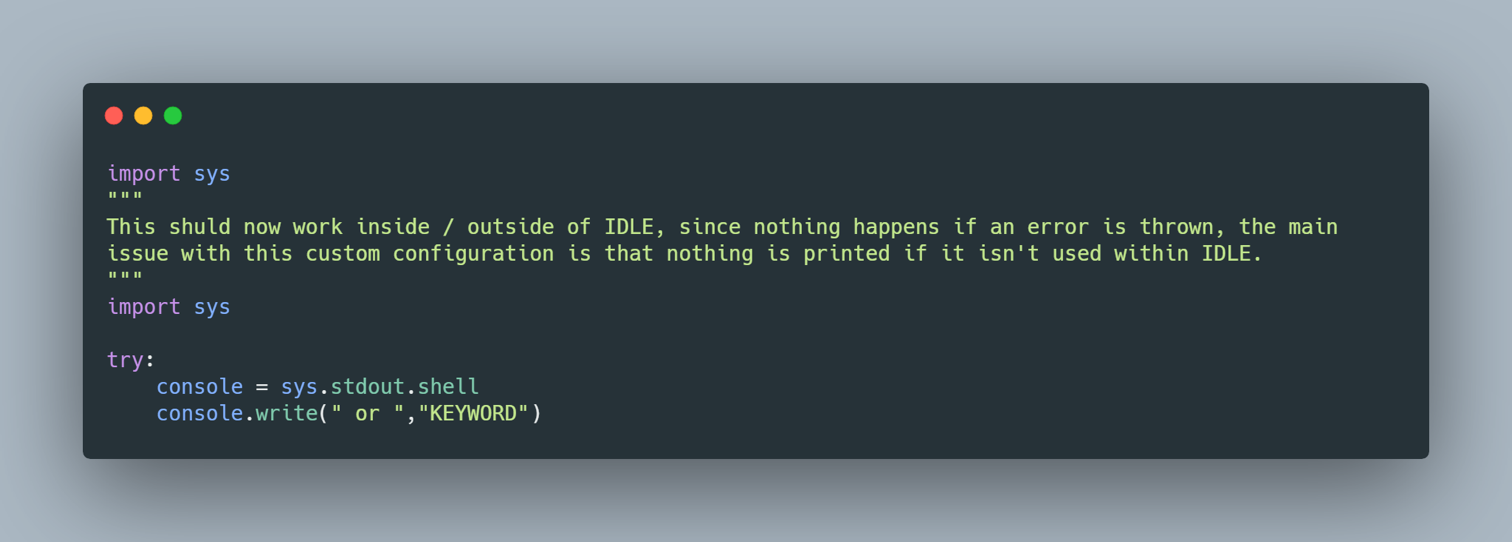 import sys
"""
This shuld now work inside / outside of IDLE, since nothing happens if an error is thrown, the main
issue with this custom configuration is that nothing is printed if it isn't used within IDLE.
"""
import sys

try:
    console = sys.stdout.shell
    console.write(" or ","KEYWORD")